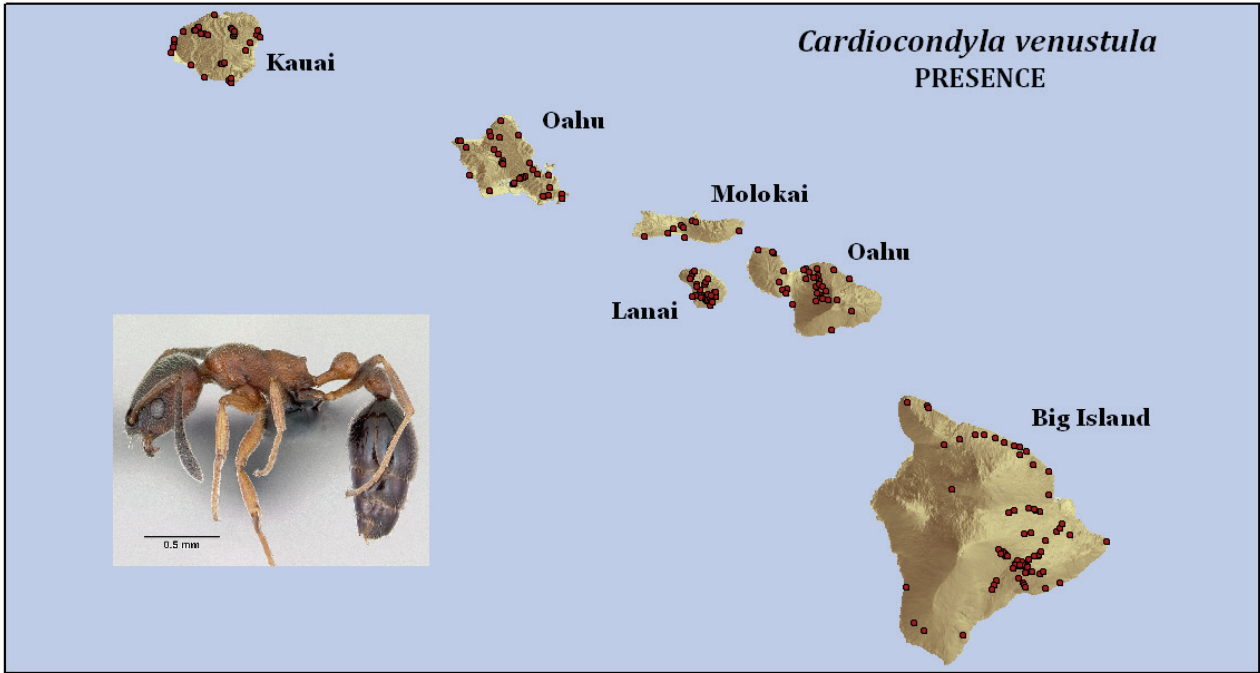 Cardiocondyla venustula
PRESENCE
Kauai
Oahu
Molokai
Oahu
Lanai
Big Island
0.5 mm